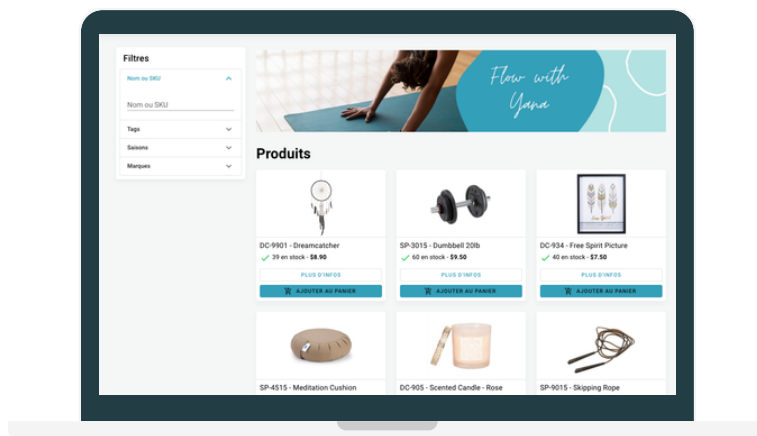 Filtres
Nom ou SKU
Nom ou SKU
Tags
Saisons
Marques
Flow with
Yana
Produits
DC-9901 - Dreamcatcher
39 en stock - $8.90
PLUS D'INFOS
AJOUTER AU PANIER
SP-3015 - Dumbbell 20lb
60 en stock - $9.50
PLUS D'INFOS
AJOUTER AU PANIER
DC-934 - Free Spirit Picture
40 en stock - $7.50
PLUS D'INFOS
AJOUTER AU PANIER
SP-4515 - Meditation Cushion
DC-905 - Scented Candle - Rose
SP-9015 - Skipping Rope